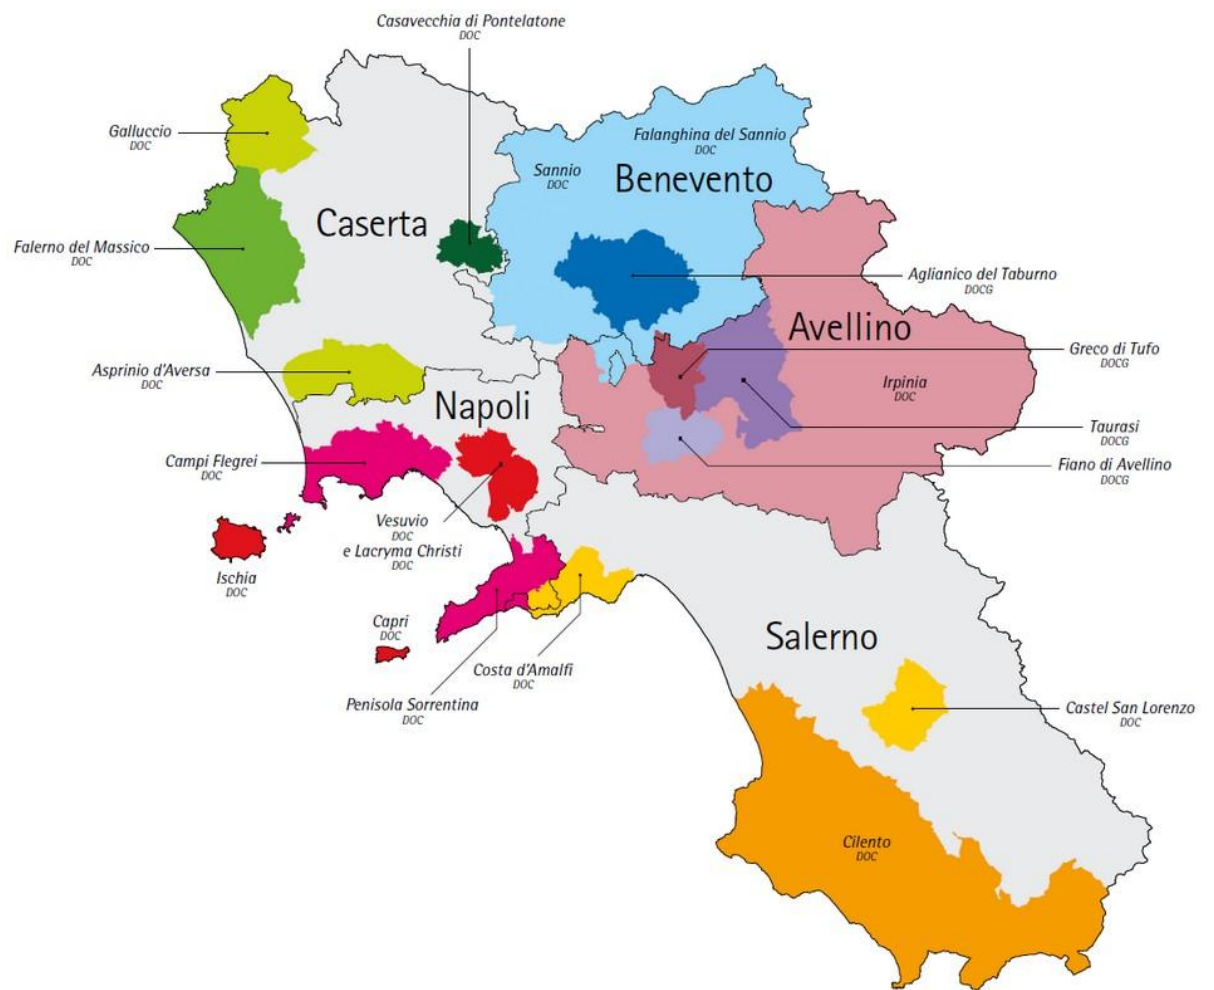 Casavecchia di Pontelatone
DOC
Galluccio
DOC
Falanghina del Sannio
DOC
Sannio
DOC
Benevento
Caserta
Falerno del Massico
DOC
Aglianico del Taburno
DOCG
Avellino
Greco di Tufo
DOCG
Asprinio d'Aversa
DOC
Irpinia
DOC
Napoli
Taurasi
DOCG
Campi Flegrei
DOC
Fiano di Avellino
DOCG
Vesuvio
DOC
e Lacryma Christi
DOC
Ischia
DOC
Capri
DOC
Salerno
Costa d'Amalfi
DOC
Penisola Sorrentina
DOC
Castel San Lorenzo
DOC
Cilento
DOC